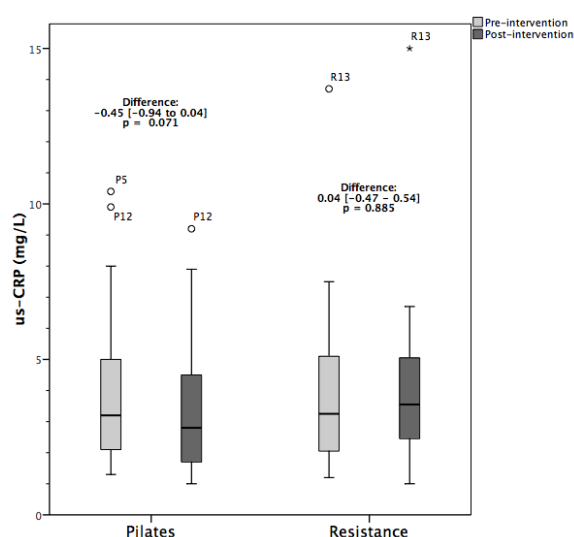 Pre-intervention
Post-intervention
us-CRP (mg/L)
15
10
5
0
Difference:
-0.45 [-0.94 to 0.04]
p = 0.071
P5
P12
P12
R13
R13
Difference:
0.04 [-0.47 - 0.54]
p = 0.885
Pilates
Resistance